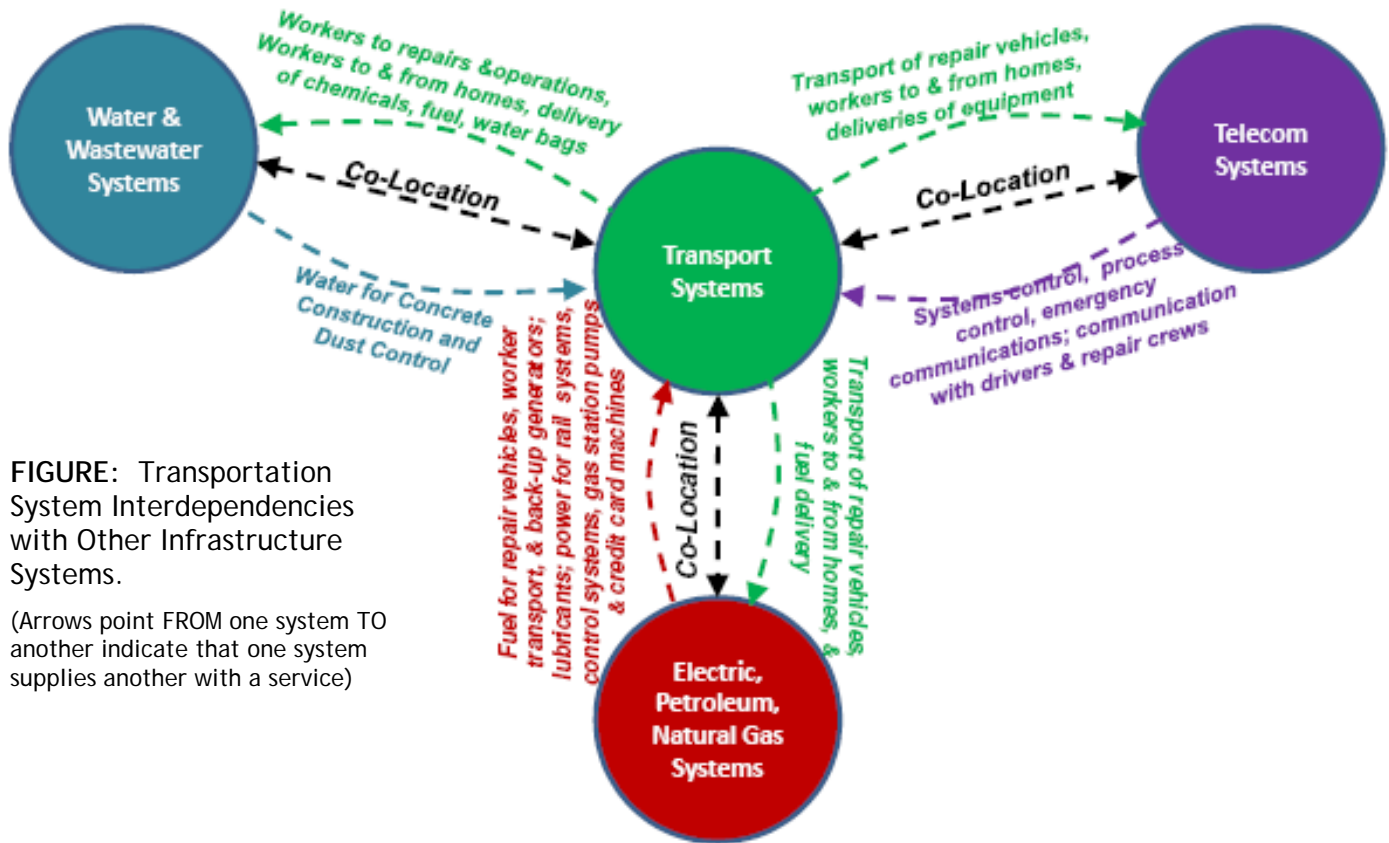 Workers to repairs &operations,
Workers to & from homes, delivery
of chemicals, fuel, water bags
Transport of repair vehicles,
workers to & from homes,
deliveries of equipment
Water &
Wastewater
Systems
Telecom
Systems
Co-Location
Co-Location
Transport
Systems
Water for Concrete
Construction and
Dust Control
Systems control, process
control, emergency
communications; communication
with drivers & repair crews
Fuel for repair vehicles, worker
transport, & back-up generators;
lubricants; power for rail systems,
control systems, gas station pumps
& credit card machines
Co-Location
Transport of repair vehicles,
workers to & from homes, &
fuel delivery
FIGURE: Transportation
System Interdependencies
with Other Infrastructure
Systems.
(Arrows point FROM one system TO
another indicate that one system
supplies another with a service)
Electric,
Petroleum,
Natural Gas
Systems